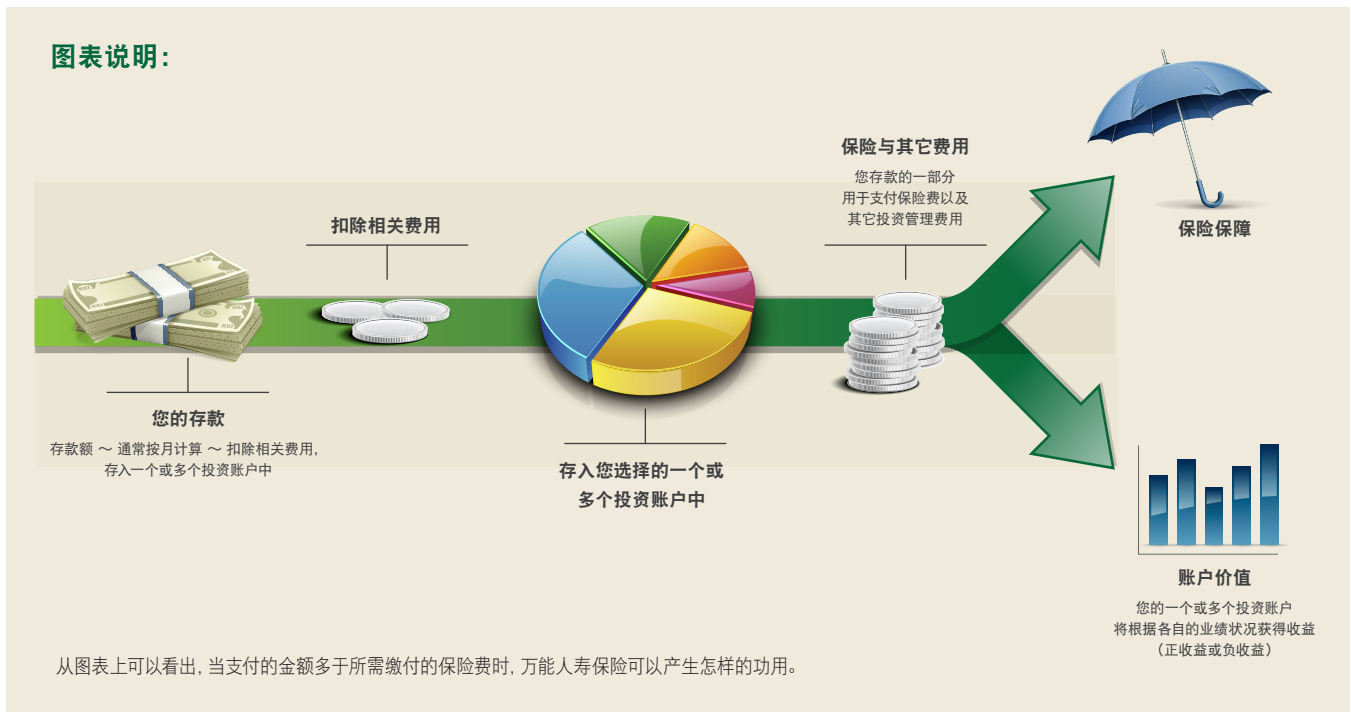 图表说明：
保险与其它费用
您存款的一部分
用于支付保险费以及
其它投资管理费用
扣除相关费用
保险保障
您的存款
存款额 ～ 通常按月计算 ～ 扣除相关费用，
存入一个或多个投资账户中
存入您选择的一个或
多个投资账户中
账户价值
您的一个或多个投资账户
将根据各自的业绩状况获得收益
（正收益或负收益）
从图表上可以看出，当支付的金额多于所需缴付的保险费时，万能人寿保险可以产生怎样的功用。